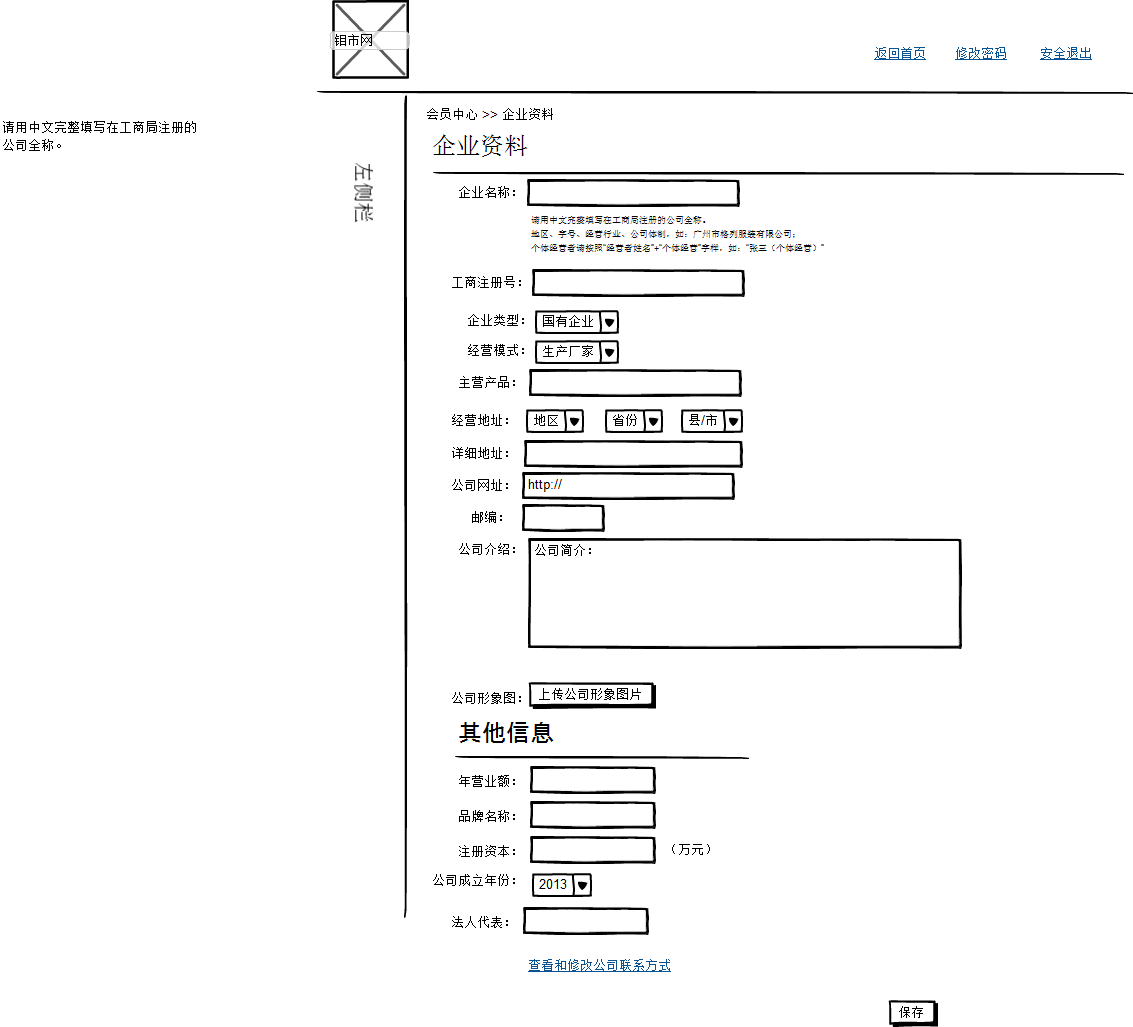 钼市网
返回首页 修改密码 安全退出
请用中文完整填写在工商局注册的
公司全称。
左侧栏
会员中心 >> 企业资料
企业资料
企业名称：
请用中文完整填写在工商局注册的公司全称。
地区、字号、经营行业、公司体制，如：广州市格列服装有限公司；
个体经营者请按照"经营者姓名"+"个体经营"字样，如："张三（个体经营）"
工商注册号：
企业类型： 国有企业
经营模式： 生产厂家
主营产品：
经营地址： 地区 省份 县/市
详细地址：
公司网址： http://
邮编：
公司介绍： 公司简介：
公司形象图： 上传公司形象图片
其他信息
年营业额：
品牌名称：
注册资本： （万元）
公司成立年份： 2013
法人代表：
查看和修改公司联系方式
保存